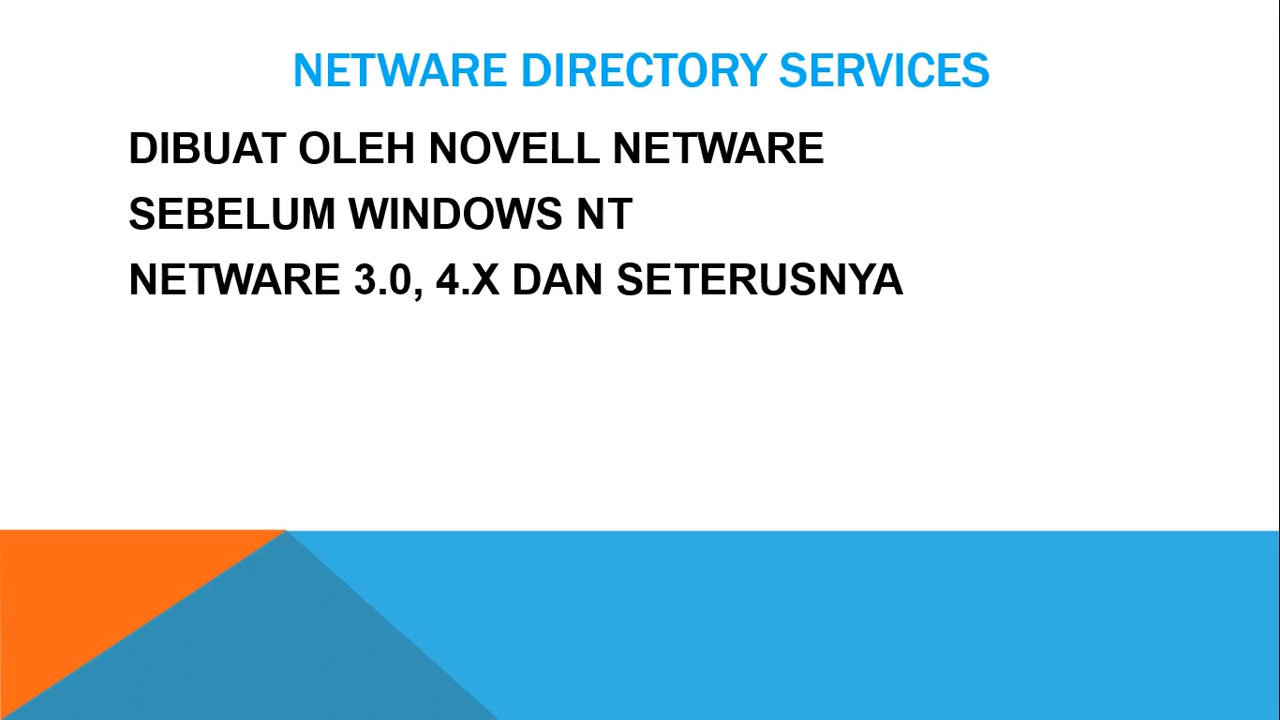 NETWARE DIRECTORY SERVICES
DIBUAT OLEH NOVELL NETWARE
SEBELUM WINDOWS NT
NETWARE 3.0, 4.X DAN SETERUSNYA